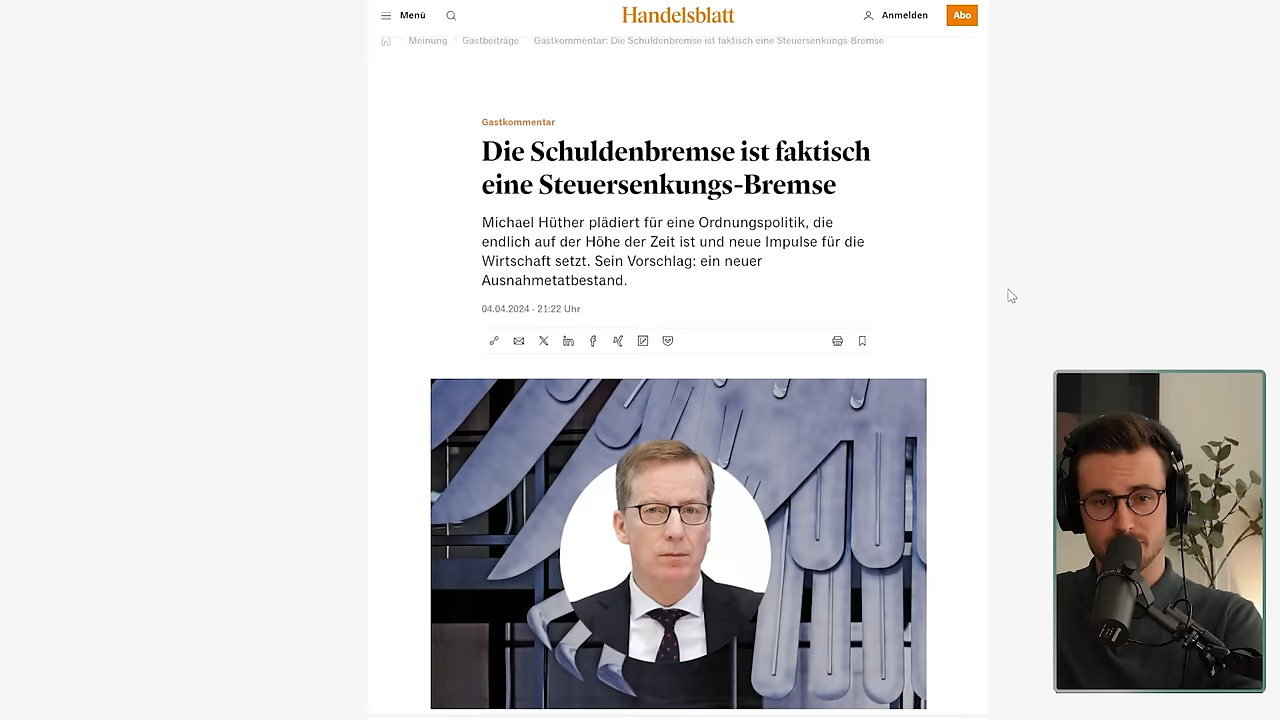 Menü
Handelsblatt
Anmelden
Abo
Meinung
Gastbeiträge
Gastkommentar: Die Schuldenbremse ist faktisch eine Steuersenkungs-Bremse
Gastkommentar
Die Schuldenbremse ist faktisch
eine Steuersenkungs-Bremse
Michael Hüther plädiert für eine Ordnungspolitik, die
endlich auf der Höhe der Zeit ist und neue Impulse für die
Wirtschaft setzt. Sein Vorschlag: ein neuer
Ausnahmetatbestand.
04.04.2024 - 21:22 Uhr